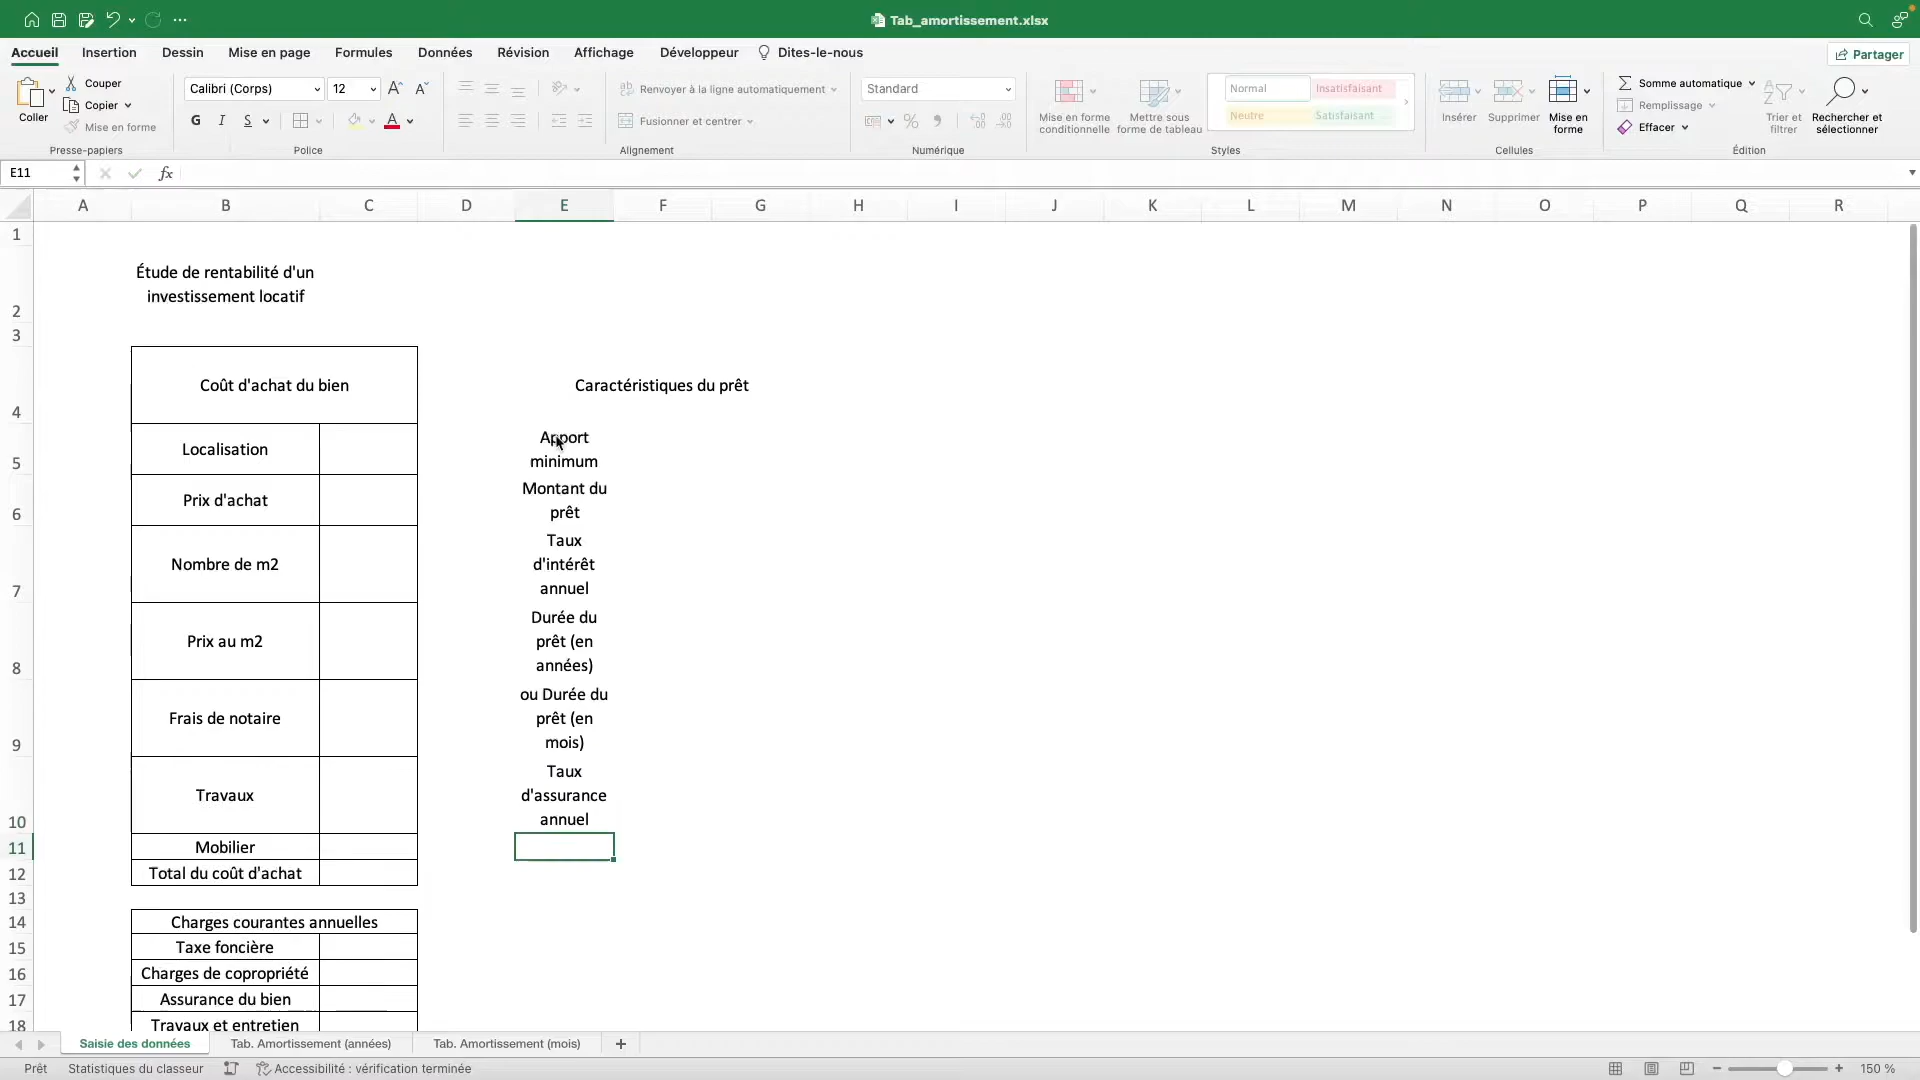 Tab_amortissement.xlsx
Accueil Insertion Dessin Mise en page Formules Données Révision Affichage Développeur Dites-le-nous Partager
Coller
Couper
Copier
Mise en forme
Presse-papiers
Calibri (Corps) 12
G I S
Police
Renvoyer à la ligne automatiquement
Fusionner et centrer
Alignement
Standard
Numérique
Mise en forme conditionnelle
Mettre sous forme de tableau
Normal Insatisfaisant
Neutre Satisfaisant
Styles
Insérer Supprimer Mise en forme
Cellules
Somme automatique
Remplissage
Effacer
Trier et filtrer
Rechercher et sélectionner
Édition
E11 fx
A B C D E F G H I J K L M N O P Q R
1
2
3
4
5
6
7
8
9
10
11
12
13
14
15
16
17
18
Étude de rentabilité d'un
investissement locatif
Coût d'achat du bien
Localisation
Prix d'achat
Nombre de m2
Prix au m2
Frais de notaire
Travaux
Mobilier
Total du coût d'achat
Charges courantes annuelles
Taxe foncière
Charges de copropriété
Assurance du bien
Travaux et entretien
Caractéristiques du prêt
Apport
minimum
Montant du
prêt
Taux
d'intérêt
annuel
Durée du
prêt (en
années)
ou Durée du
prêt (en
mois)
Taux
d'assurance
annuel
Saisie des données Tab. Amortissement (années) Tab. Amortissement (mois)
Prêt Statistiques du classeur Accessibilité : vérification terminée 150 %